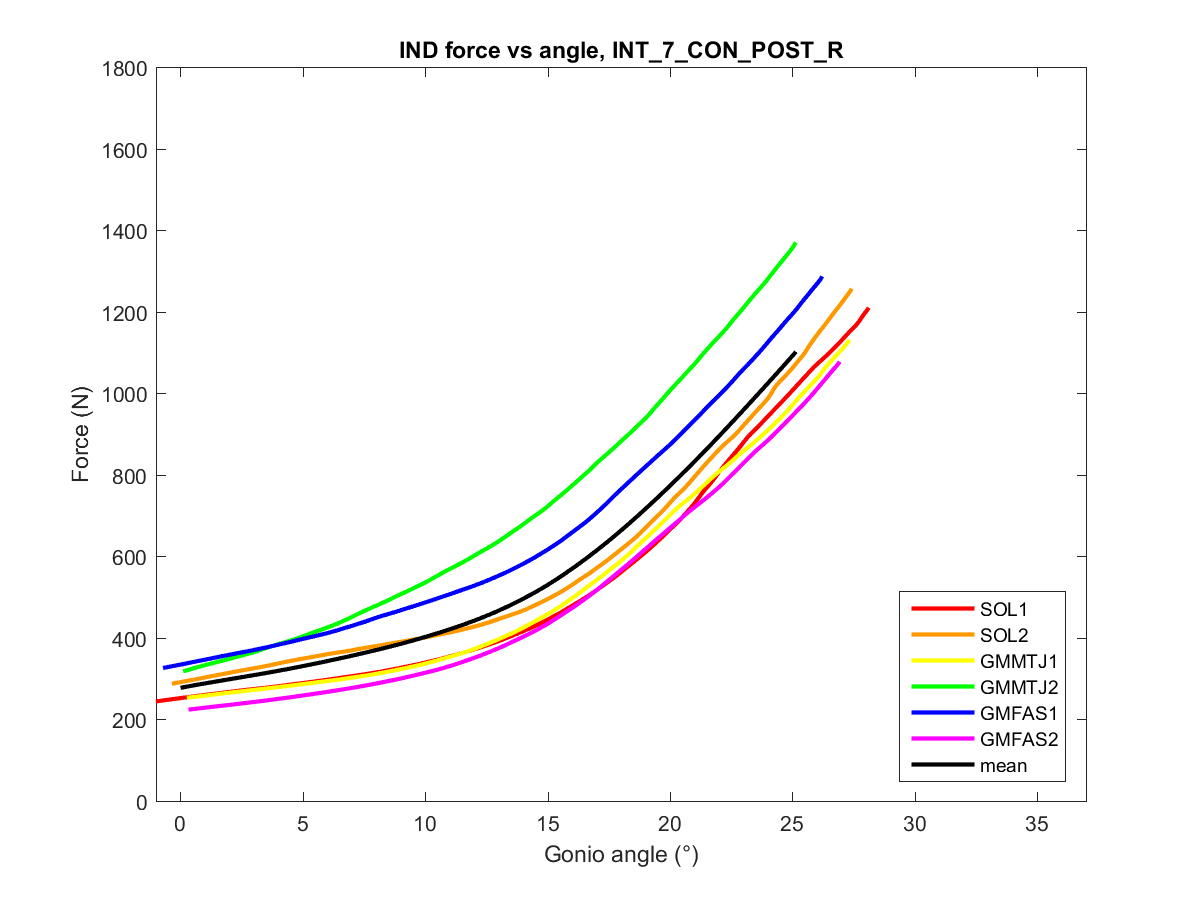 IND force vs angle, INT_7_CON_POST_R
1800
1600
1400
1200
1000
800
600
400
200
0
Force (N)
0 5 10 15 20 25 30 35
Gonio angle (°)
SOL1
SOL2
GMMTJ1
GMMTJ2
GMFAS1
GMFAS2
mean